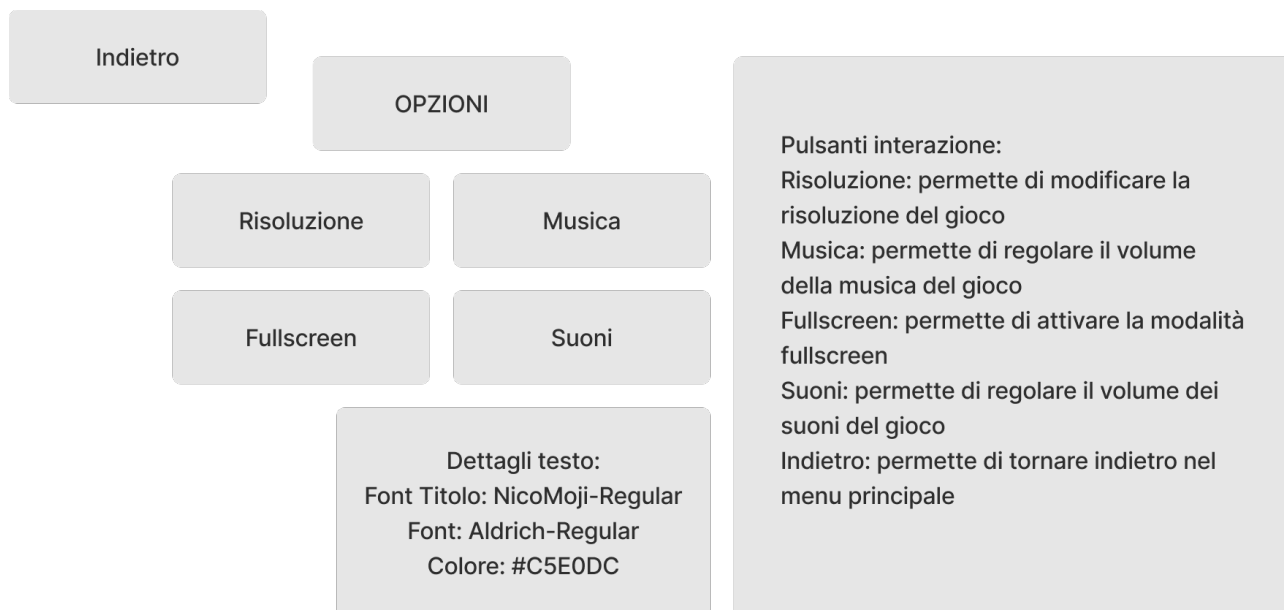 Indietro
OPZIONI
Risoluzione
Musica
Fullscreen
Suoni
Dettagli testo:
Font Titolo: NicoMoji-Regular
Font: Aldrich-Regular
Colore: #C5E0DC
Pulsanti interazione:
Risoluzione: permette di modificare la
risoluzione del gioco
Musica: permette di regolare il volume
della musica del gioco
Fullscreen: permette di attivare la modalità
fullscreen
Suoni: permette di regolare il volume dei
suoni del gioco
Indietro: permette di tornare indietro nel
menu principale